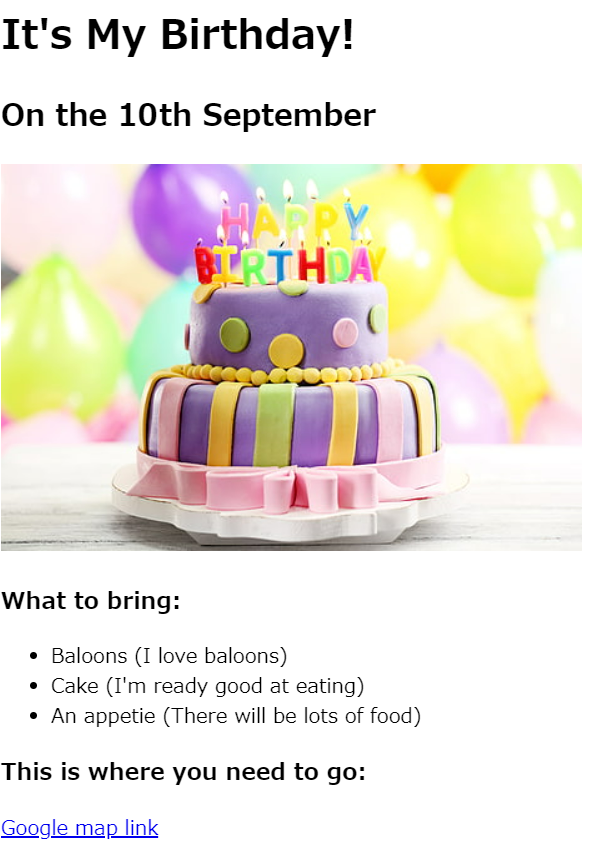 It's My Birthday!
On the 10th September
HAPPY
BIRTHDAY
What to bring:
Baloons (I love baloons)
Cake (I'm ready good at eating)
An appetie (There will be lots of food)
This is where you need to go:
Google map link